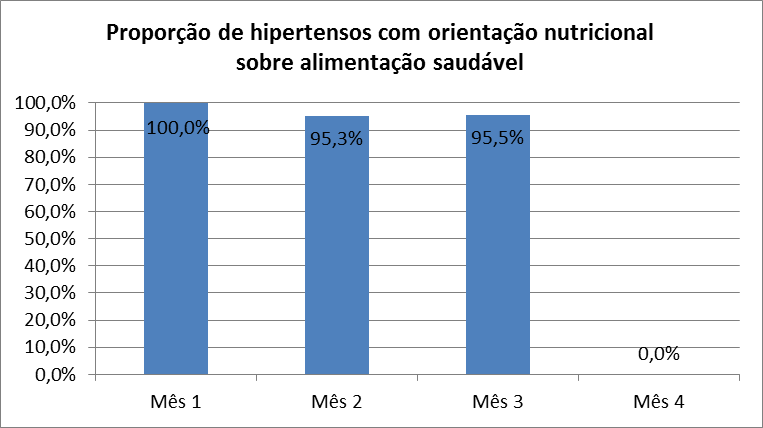 Proporção de hipertensos com orientação nutricional
sobre alimentação saudável
100,0%
90,0%
80,0%
70,0%
60,0%
50,0%
40,0%
30,0%
20,0%
10,0%
0,0%
100,0%
95,3%
95,5%
0,0%
Mês 1
Mês 2
Mês 3
Mês 4